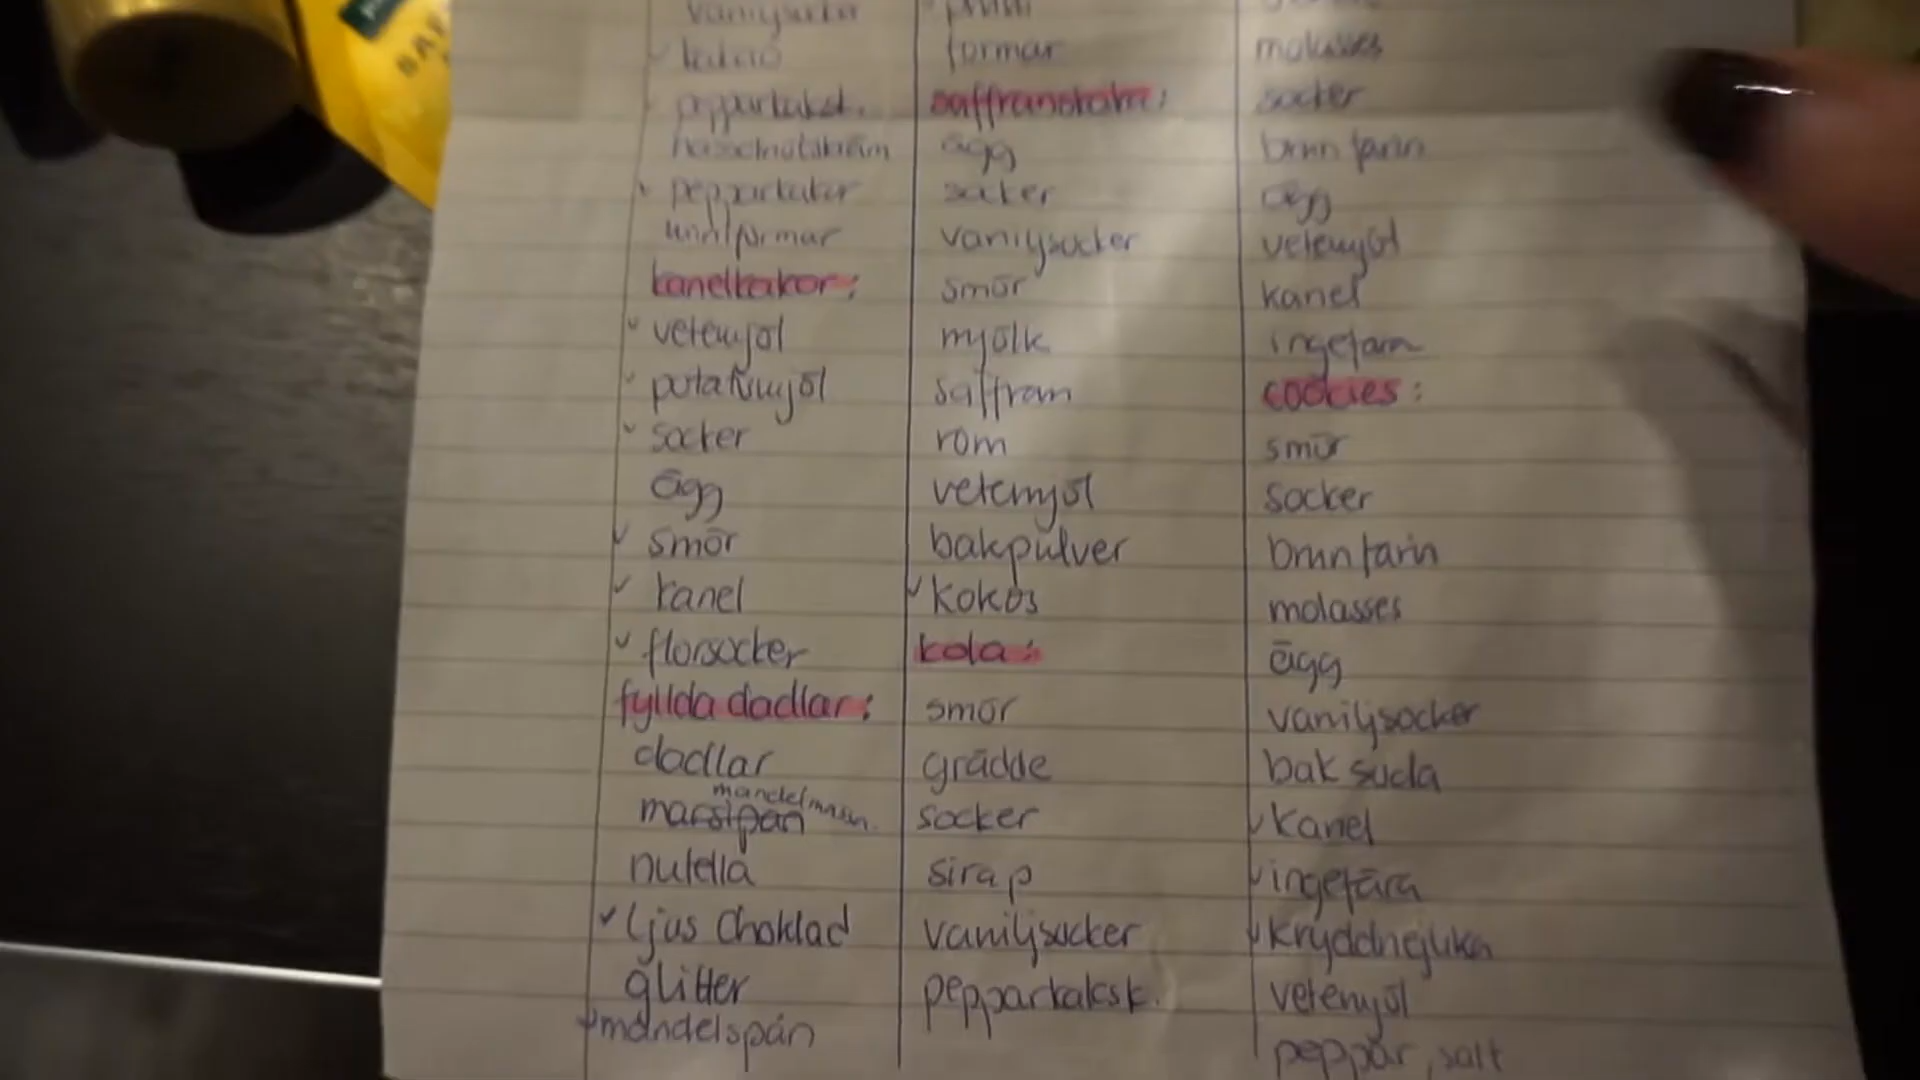 vaniljsocker
kakao
pepparkakskr.
hasselnötskräm
pepparkakor
miniformar
kanelkakor:
vetemjöl
potatismjöl
socker
ägg
smör
kanel
florsocker
fyllda dadlar:
dadlar
mandelmassa
marsipan
nutella
ljus choklad
glitter
mandelspån
formar
saffranskaka:
ägg
socker
vaniljsocker
smör
mjölk
saffram
rom
vetemjöl
bakpulver
kokos
kola:
smör
grädde
socker
sirap
vaniljsocker
pepparkaksk.
molasses
socker
brun farin
ägg
vetemjöl
kanel
ingefära
cookies:
smör
socker
brun farin
molasses
ägg
vaniljsocker
bak soda
kanel
ingefära
kryddnejlika
vetemjöl
peppar, salt